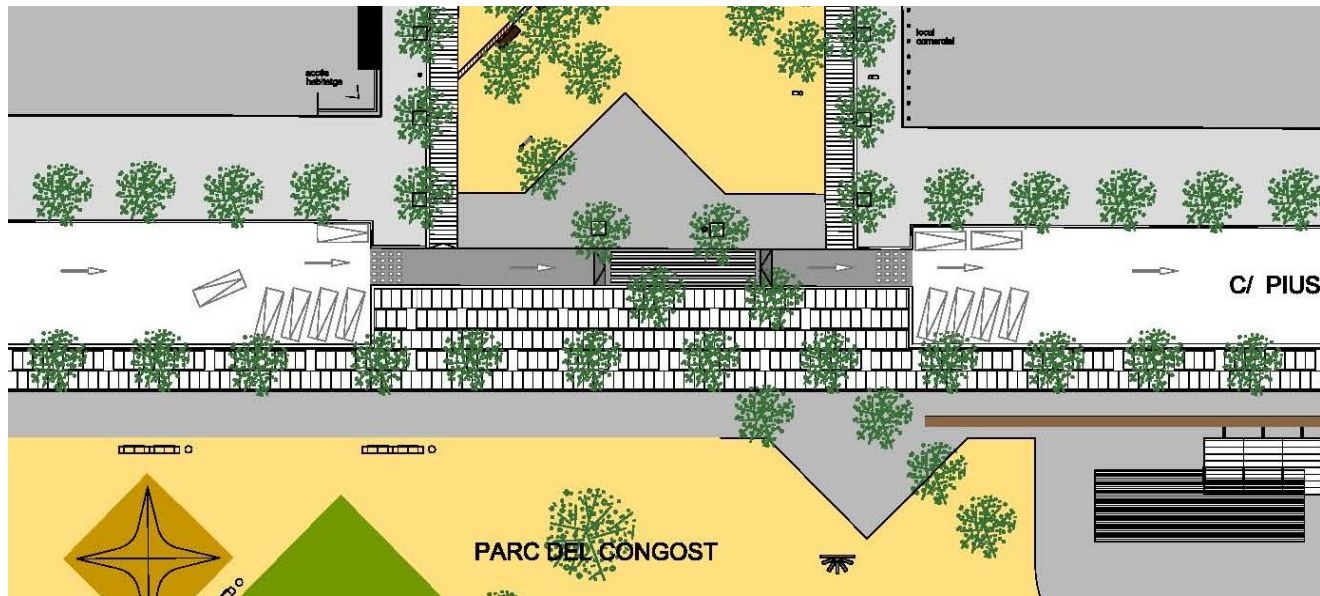 accés
habitatge
local
comercial
C/ PIUS
PARC DEL CONGOST